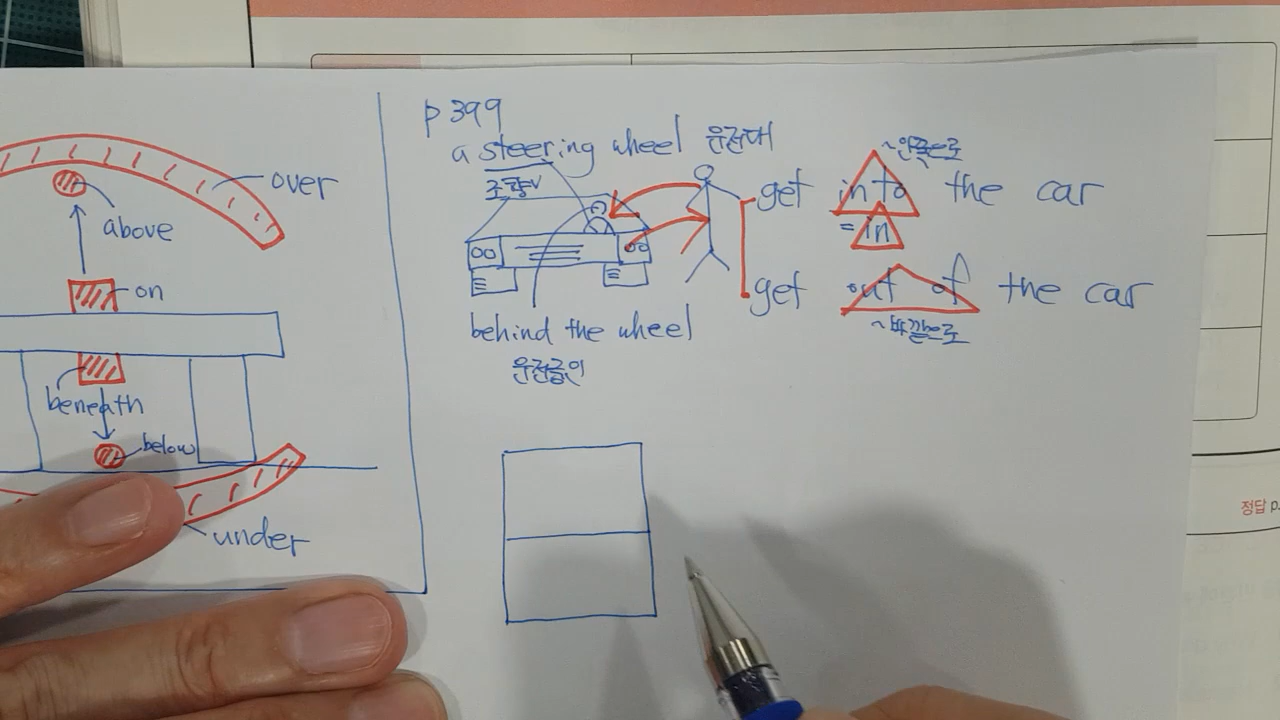 over
above
on
beneath
below
under
p 399
a steering wheel 운전대
조향V
~안쪽으로
get into the car
= in
get out of the car
~바깥으로
behind the wheel
운전중인
정답 p.